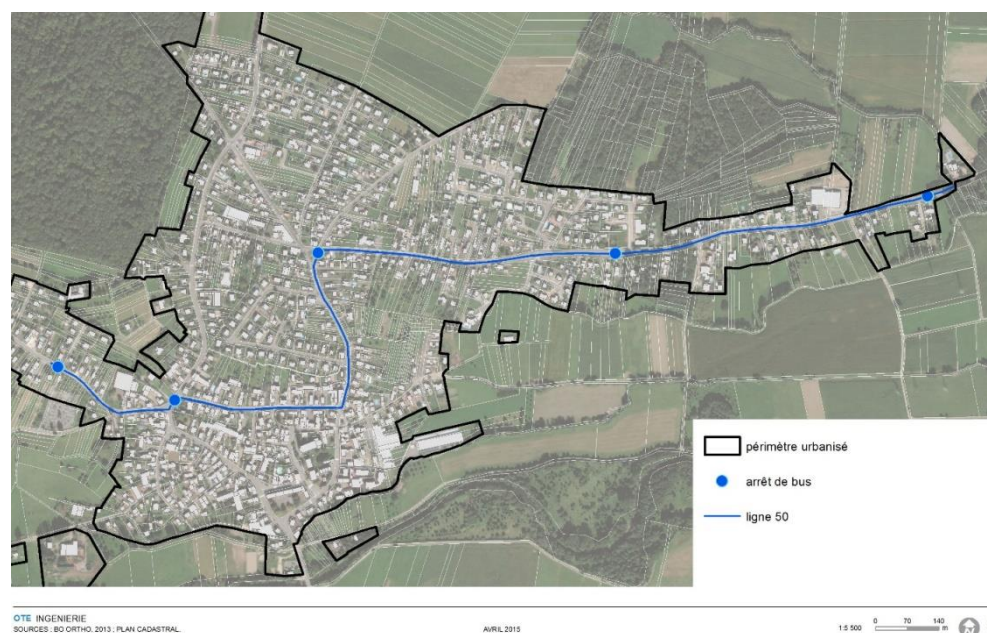 périmètre urbanisé
arrêt de bus
ligne 50
OTE INGENIERIE
SOURCES : BD ORTHO, 2013 ; PLAN CADASTRAL.
AVRIL 2015
1:5 500
0 70 140
m